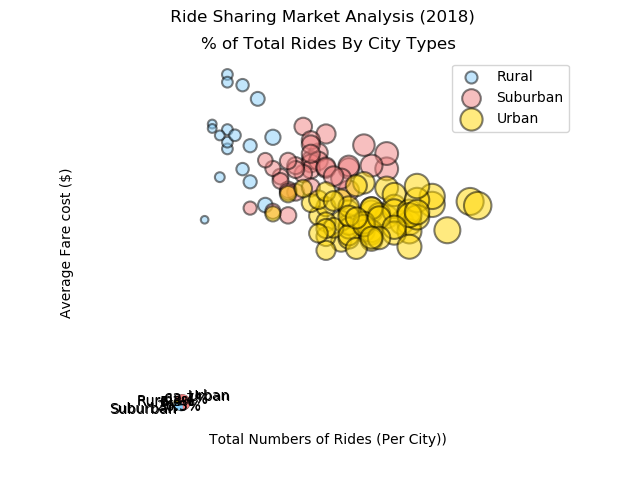 Ride Sharing Market Analysis (2018)
% of Total Rides By City Types
Rural
Suburban
Urban
Average Fare cost ($)
Urban
Rural
Suburban
Total Numbers of Rides (Per City))